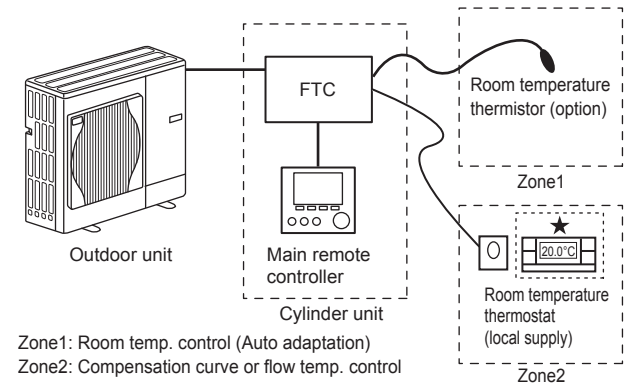 FTC
Room temperature
thermistor (option)
Zone1
Outdoor unit
Main remote
controller
Cylinder unit
★
20.0°C
Room temperature
thermostat
(local supply)
Zone2
Zone1: Room temp. control (Auto adaptation)
Zone2: Compensation curve or flow temp. control